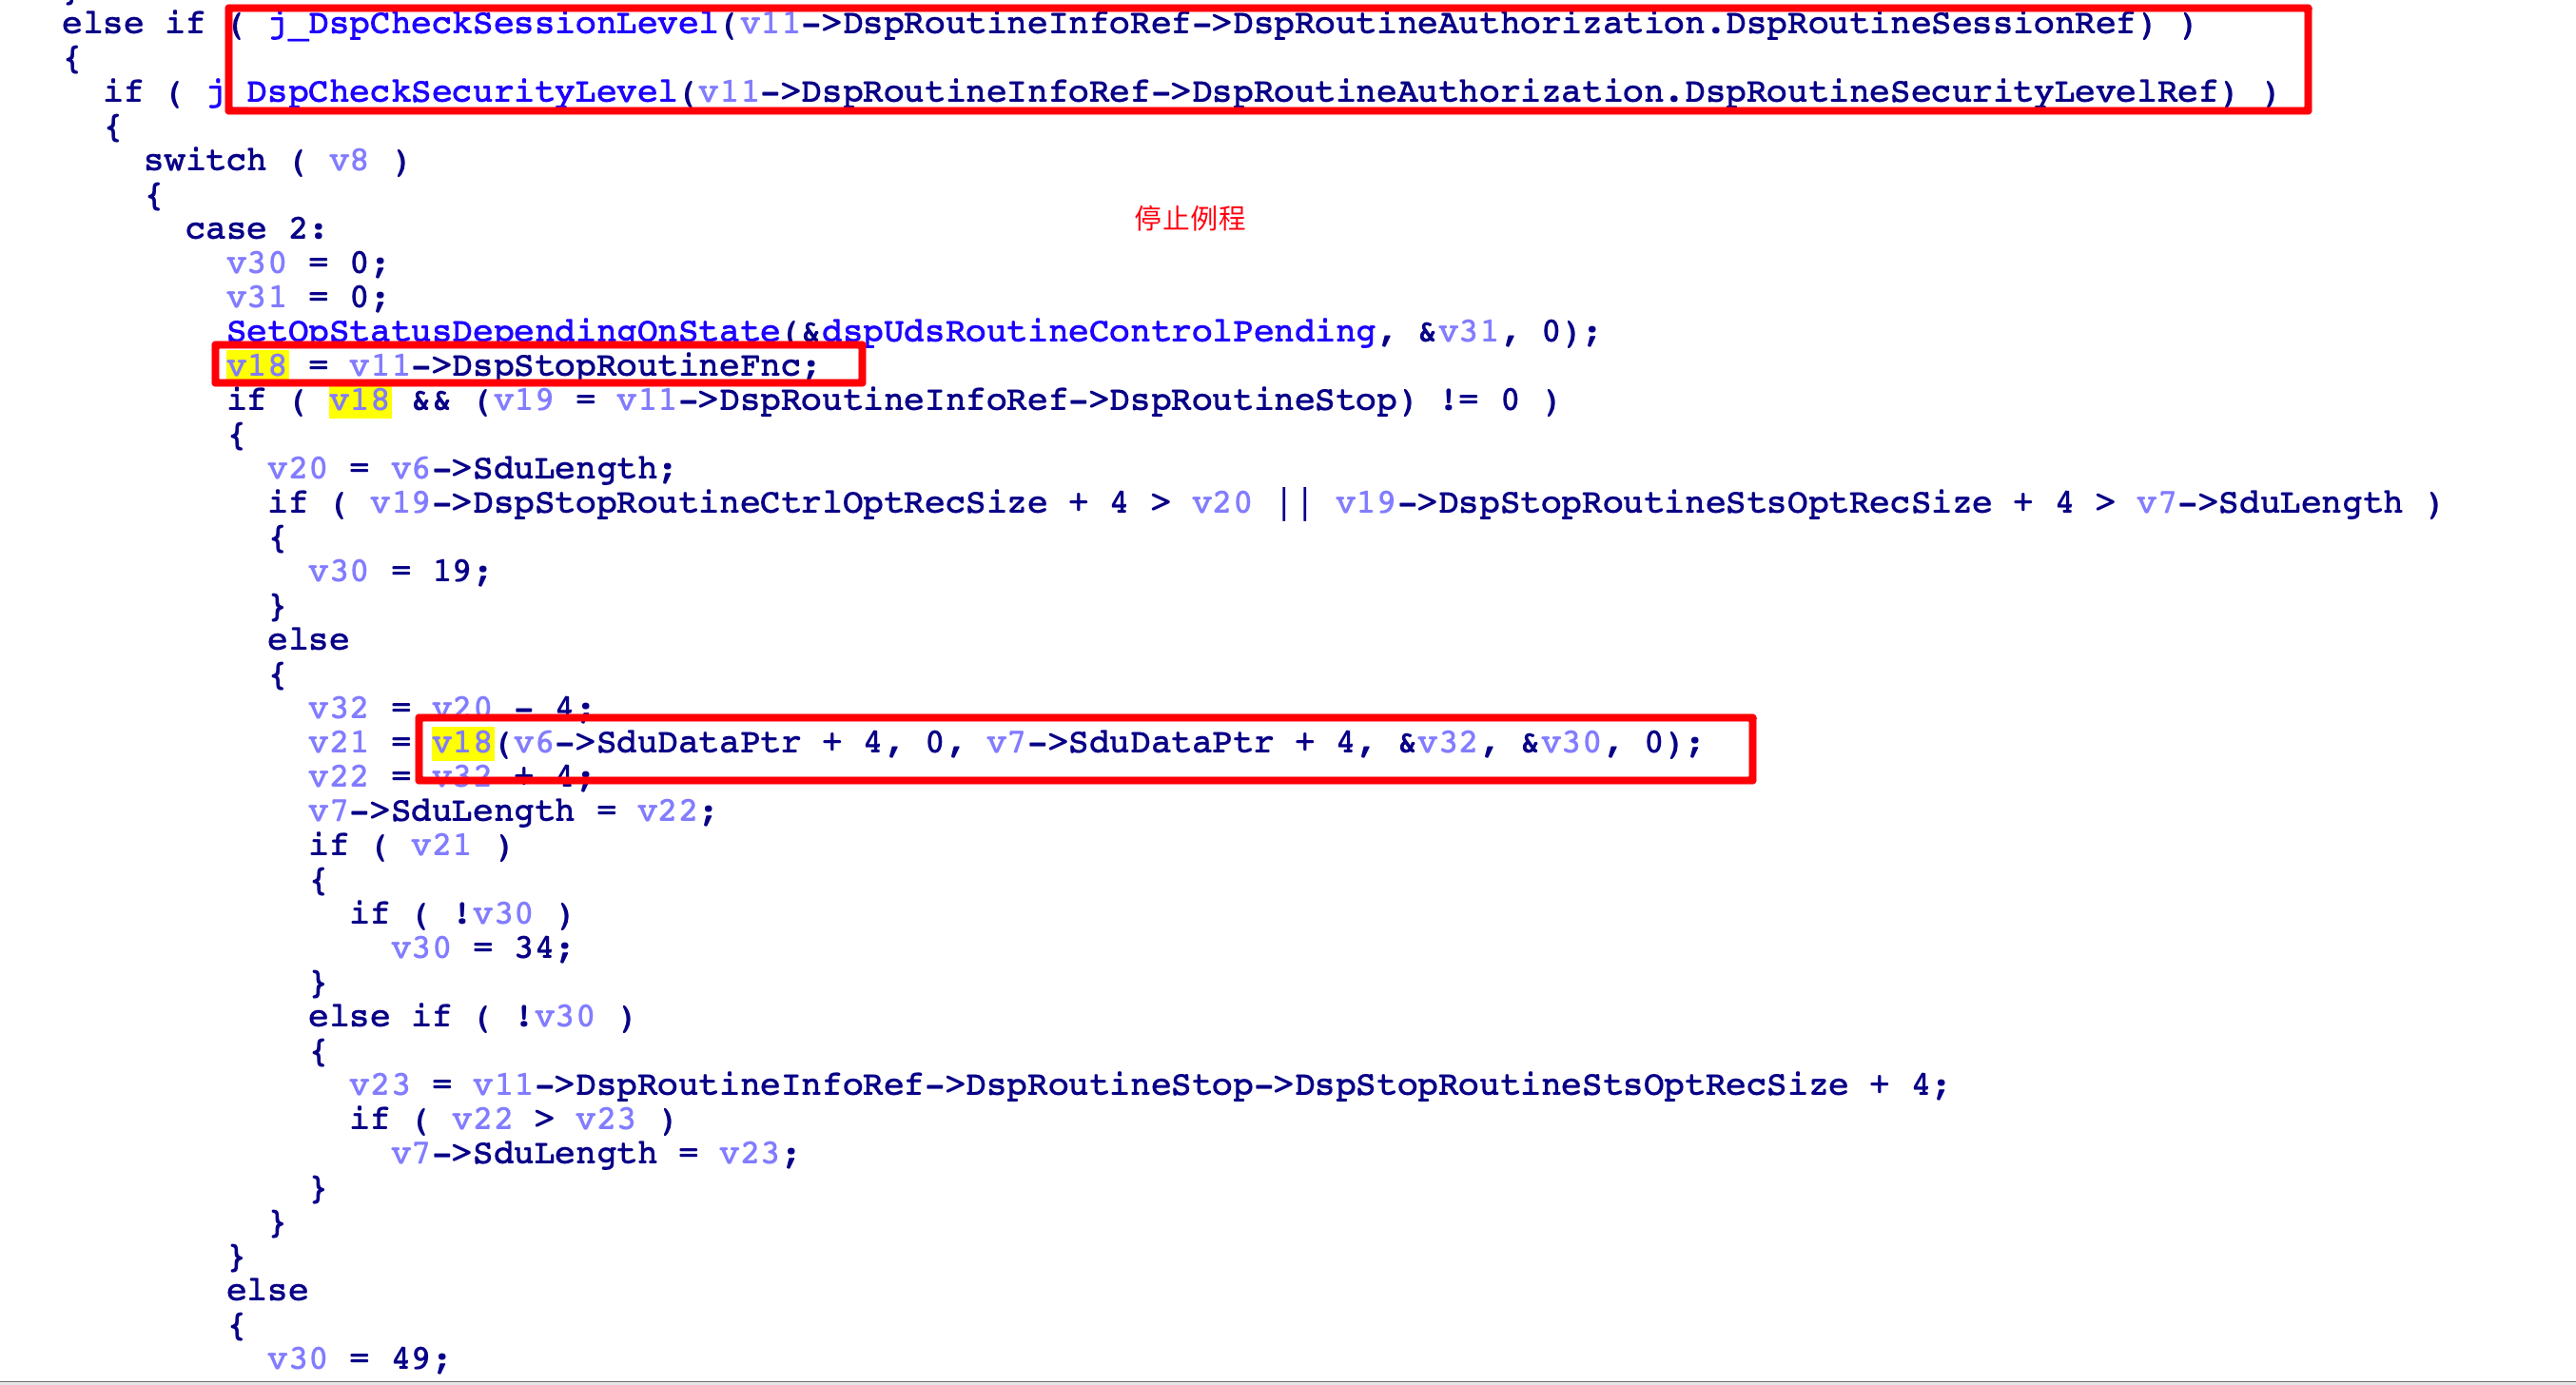 }
else if ( j_DspCheckSessionLevel(v11->DspRoutineInfoRef->DspRoutineAuthorization.DspRoutineSessionRef) )
{
if ( j_DspCheckSecurityLevel(v11->DspRoutineInfoRef->DspRoutineAuthorization.DspRoutineSecurityLevelRef) )
{
switch ( v8 )
{
停止例程
case 2:
v30 = 0;
v31 = 0;
SetOpStatusDependingOnState(&dspUdsRoutineControlPending, &v31, 0);
v18 = v11->DspStopRoutineFnc;
if ( v18 && (v19 = v11->DspRoutineInfoRef->DspRoutineStop) != 0 )
{
v20 = v6->SduLength;
if ( v19->DspStopRoutineCtrlOptRecSize + 4 > v20 || v19->DspStopRoutineStsOptRecSize + 4 > v7->SduLength )
{
v30 = 19;
}
else
{
v32 = v20 - 4;
v21 = v18(v6->SduDataPtr + 4, 0, v7->SduDataPtr + 4, &v32, &v30, 0);
v22 = v32 + 4;
v7->SduLength = v22;
if ( v21 )
{
if ( !v30 )
v30 = 34;
}
else if ( !v30 )
{
v23 = v11->DspRoutineInfoRef->DspRoutineStop->DspStopRoutineStsOptRecSize + 4;
if ( v22 > v23 )
v7->SduLength = v23;
}
}
}
else
{
v30 = 49;